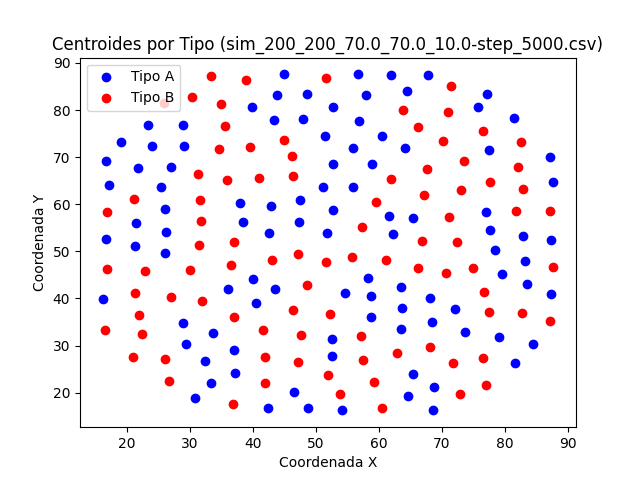 Centroides por Tipo (sim_200_200_70.0_70.0_10.0-step_5000.csv)
Tipo A
Tipo B
90
80
70
60
50
40
30
20
Coordenada Y
20 30 40 50 60 70 80 90
Coordenada X